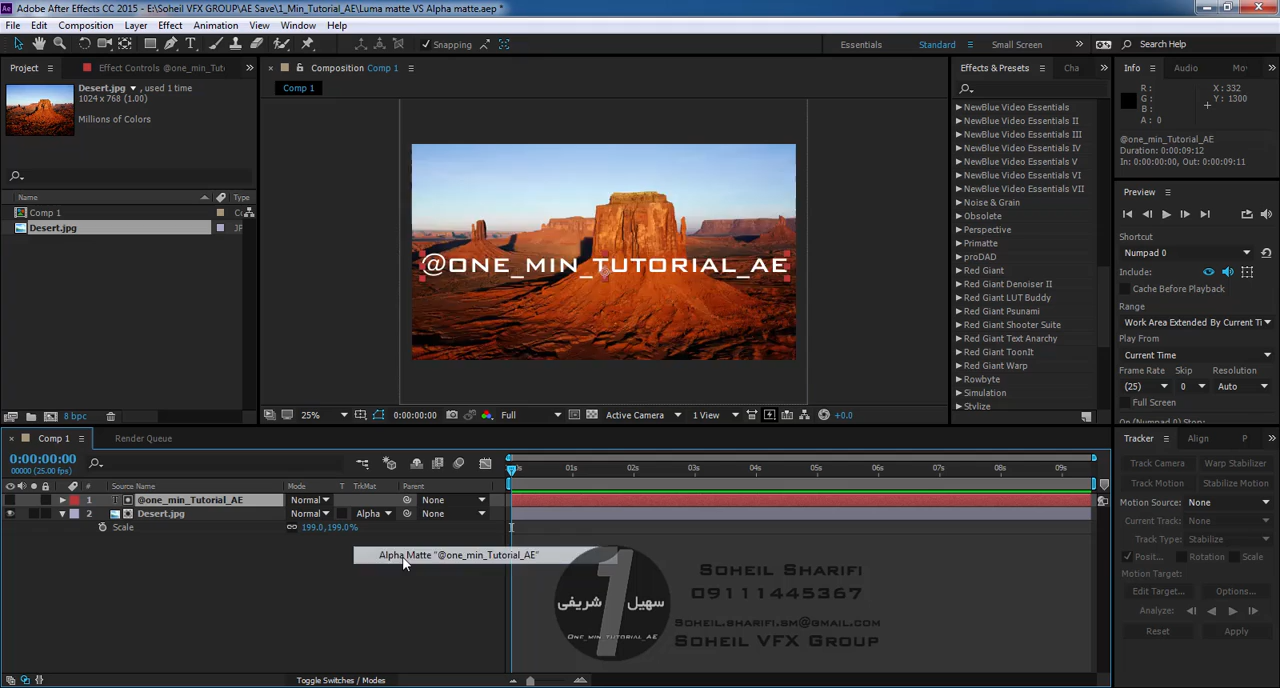 Adobe After Effects CC 2015 - E:\Soheil VFX GROUP\AE Save\1_Min_Tutorial_AE\Luma matte VS Alpha matte.aep *
File Edit Composition Layer Effect Animation View Window Help
Snapping Essentials Standard Small Screen Search Help
Project Effect Controls @one_min_Tut
Desert.jpg , used 1 time
1024 x 768 (1.00)
Millions of Colors
Name Type
Comp 1
Desert.jpg JP
8 bpc
Composition Comp 1
Comp 1
@ONE_MIN_TUTORIAL_AE
25% 0:00:00:00 Full Active Camera 1 View +0.0
Effects & Presets Cha
NewBlue Video Essentials
NewBlue Video Essentials II
NewBlue Video Essentials III
NewBlue Video Essentials IV
NewBlue Video Essentials V
NewBlue Video Essentials VI
NewBlue Video Essentials VII
Noise & Grain
Obsolete
Perspective
Primatte
proDAD
Red Giant
Red Giant Denoiser II
Red Giant LUT Buddy
Red Giant Psunami
Red Giant Shooter Suite
Red Giant Text Anarchy
Red Giant ToonIt
Red Giant Warp
Rowbyte
Simulation
Stylize
Info Audio Mo
R : X : 332
G : Y : 1300
B :
A : 0
@one_min_Tutorial_AE
Duration: 0:00:09:12
In: 0:00:00:00, Out: 0:00:09:11
Preview
Shortcut
Numpad 0
Include:
Cache Before Playback
Range
Work Area Extended By Current Ti
Play From
Current Time
Frame Rate Skip Resolution
(25) 0 Auto
Full Screen
On (Numpad 0) Stop:
Comp 1 Render Queue
0:00:00:00
00000 (25.00 fps)
# Source Name Mode T TrkMat Parent
1 T @one_min_Tutorial_AE Normal None
2 Desert.jpg Normal Alpha None
Scale 199.0,199.0%
Alpha Matte "@one_min_Tutorial_AE"
01s 02s 03s 04s 05s 06s 07s 08s 09s
سهیل 1 شریفی
One_min_tutorial_AE
Soheil Sharifi
09111445367
Soheil.sharifi.sm@gmail.com
Soheil VFX Group
Toggle Switches / Modes
Tracker Align P
Track Camera Warp Stabilizer
Track Motion Stabilize Motion
Motion Source: None
Current Track: None
Track Type: Stabilize
Posit... Rotation Scale
Motion Target:
Edit Target... Options...
Analyze:
Reset Apply